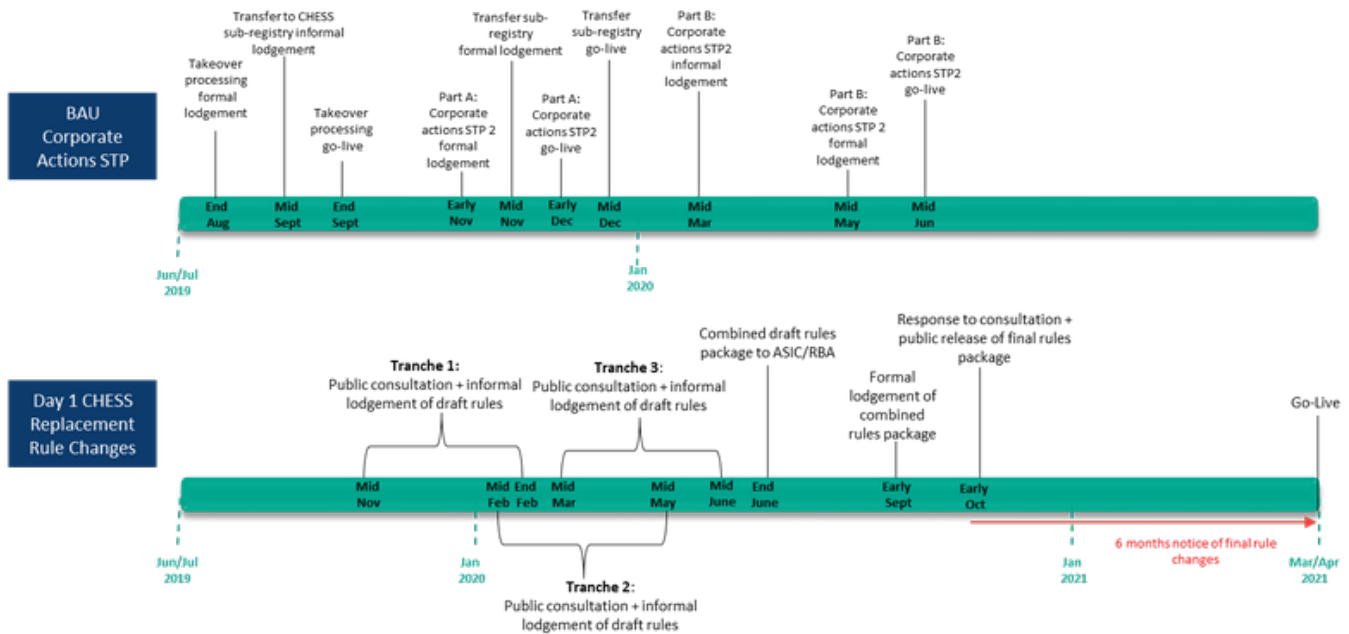 Transfer to CHESS
sub-registry informal
lodgement
Takeover
processing
formal
lodgement
Takeover
processing
go-live
Part A:
Corporate
actions STP 2
formal
lodgement
Transfer sub-
registry
formal lodgement
Part A:
Corporate
actions STP2
go-live
Transfer
sub-registry
go-live
Part B:
Corporate
actions STP2
informal
lodgement
Part B:
Corporate
actions STP 2
formal
lodgement
Part B:
Corporate
actions STP2
go-live
BAU
Corporate
Actions STP
End
Aug
Mid
Sept
End
Sept
Early
Nov
Mid
Nov
Early
Dec
Mid
Dec
Mid
Mar
Mid
May
Mid
Jun
Jun/Jul
2019
Jan
2020
Day 1 CHESS
Replacement
Rule Changes
Tranche 1:
Public consultation + informal
lodgement of draft rules
Tranche 3:
Public consultation + informal
lodgement of draft rules
Combined draft rules
package to ASIC/RBA
Formal
lodgement of
combined
rules package
Response to consultation +
public release of final rules
package
Go-Live
Mid
Nov
Mid
Feb
End
Feb
Mid
Mar
Mid
May
Mid
June
End
June
Early
Sept
Early
Oct
6 months notice of final rule
changes
Jun/Jul
2019
Jan
2020
Jan
2021
Mar/Apr
2021
Tranche 2:
Public consultation + informal
lodgement of draft rules